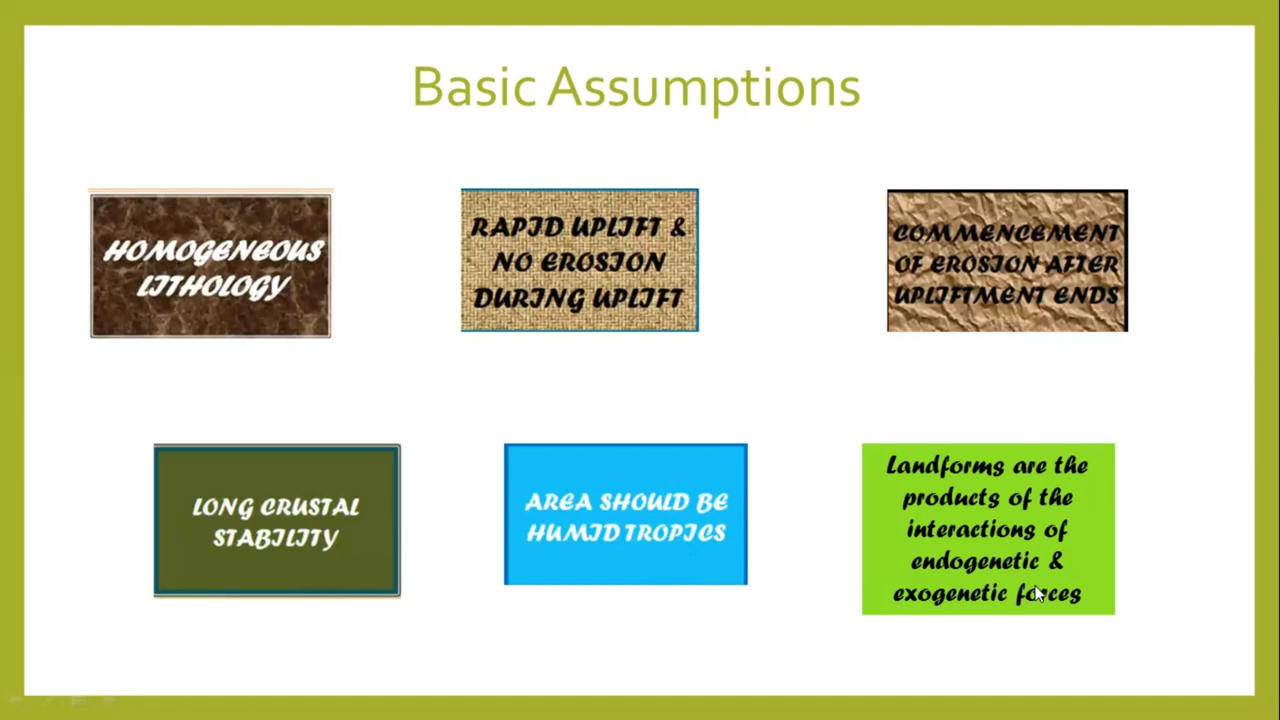 Basic Assumptions
HOMOGENEOUS
LITHOLOGY
RAPID UPLIFT &
NO EROSION
DURING UPLIFT
COMMENCEMENT
OF EROSION AFTER
UPLIFTMENT ENDS
LONG CRUSTAL
STABILITY
AREA SHOULD BE
HUMID TROPICS
Landforms are the
products of the
interactions of
endogenetic &
exogenetic forces